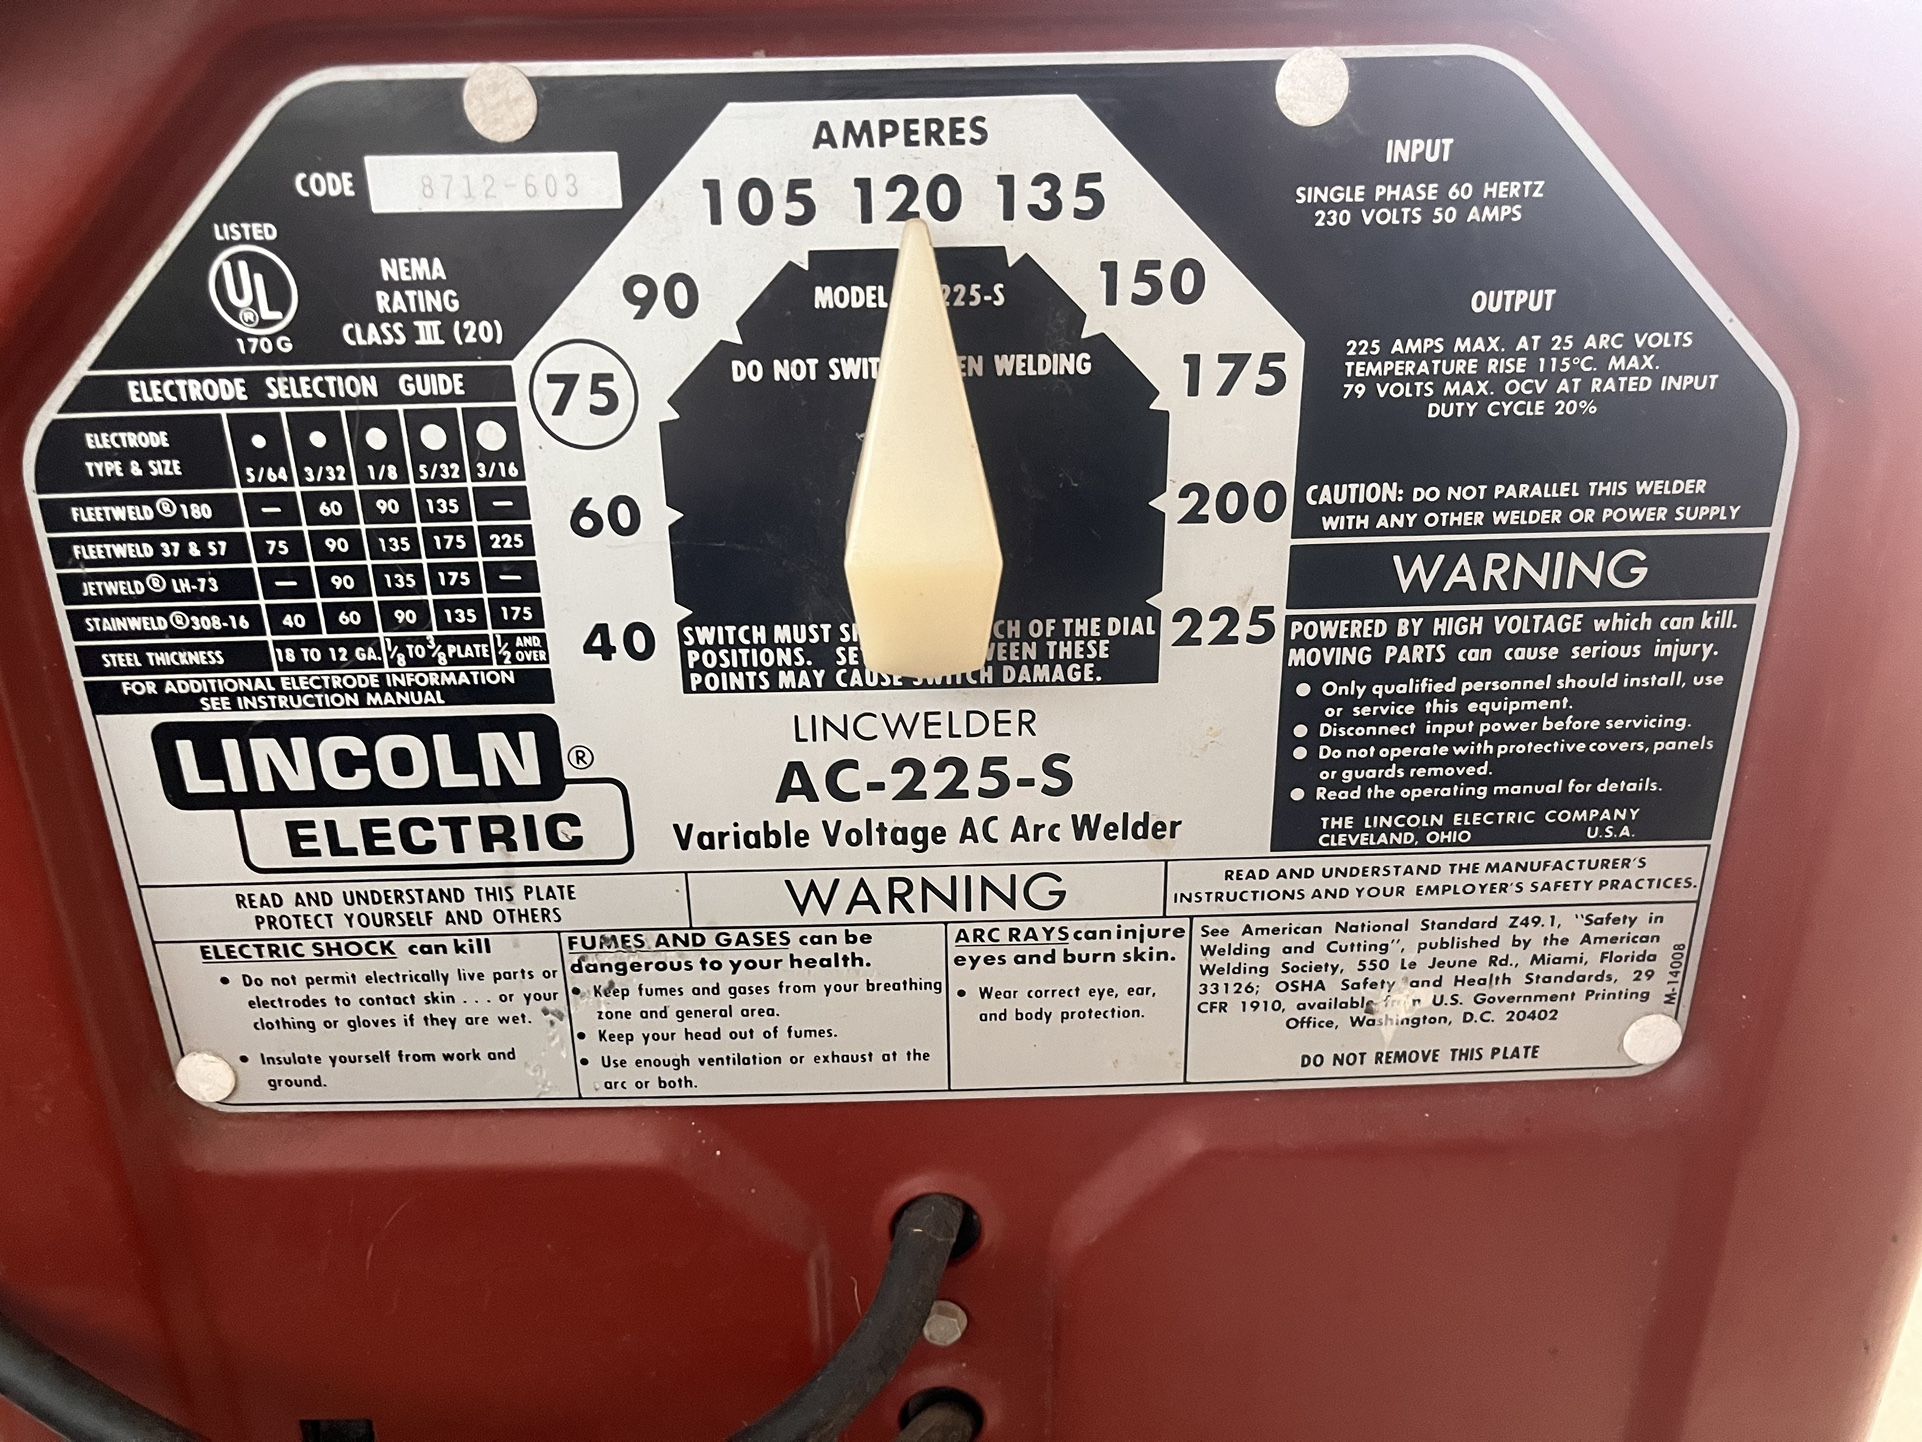 AMPERES
40 60 75 90 105 120 135 150 175 200 225
CODE 8712-603
LISTED
UL
®
170G
NEMA
RATING
CLASS III (20)
ELECTRODE SELECTION GUIDE
ELECTRODE
TYPE & SIZE 5/64 3/32 1/8 5/32 3/16
FLEETWELD® 180 — 60 90 135 —
FLEETWELD 37 & 57 75 90 135 175 225
JETWELD® LH-73 — 90 135 175 —
STAINWELD® 308-16 40 60 90 135 175
STEEL THICKNESS 18 TO 12 GA. 1/8 TO 3/8 PLATE 1/2 AND OVER
FOR ADDITIONAL ELECTRODE INFORMATION
SEE INSTRUCTION MANUAL
MODEL 225-S
DO NOT WELDING
SWITCH MUST OF THE DIAL
POSITIONS. THESE
POINTS MAY CAUSE SWITCH DAMAGE.
LINCWELDER
AC-225-S
Variable Voltage AC Arc Welder
LINCOLN ®
ELECTRIC
INPUT
SINGLE PHASE 60 HERTZ
230 VOLTS 50 AMPS
OUTPUT
225 AMPS MAX. AT 25 ARC VOLTS
TEMPERATURE RISE 115°C. MAX.
79 VOLTS MAX. OCV AT RATED INPUT
DUTY CYCLE 20%
CAUTION: DO NOT PARALLEL THIS WELDER
WITH ANY OTHER WELDER OR POWER SUPPLY
WARNING
POWERED BY HIGH VOLTAGE which can kill.
MOVING PARTS can cause serious injury.
● Only qualified personnel should install, use
or service this equipment.
● Disconnect input power before servicing.
● Do not operate with protective covers, panels
or guards removed.
● Read the operating manual for details.
THE LINCOLN ELECTRIC COMPANY
CLEVELAND, OHIO U.S.A.
READ AND UNDERSTAND THIS PLATE
PROTECT YOURSELF AND OTHERS
WARNING
READ AND UNDERSTAND THE MANUFACTURER'S
INSTRUCTIONS AND YOUR EMPLOYER'S SAFETY PRACTICES.
ELECTRIC SHOCK can kill
● Do not permit electrically live parts or
electrodes to contact skin . . . or your
clothing or gloves if they are wet.
● Insulate yourself from work and
ground.
FUMES AND GASES can be
dangerous to your health.
● Keep fumes and gases from your breathing
zone and general area.
● Keep your head out of fumes.
● Use enough ventilation or exhaust at the
arc or both.
ARC RAYS can injure
eyes and burn skin.
● Wear correct eye, ear,
and body protection.
See American National Standard Z49.1, "Safety in
Welding and Cutting", published by the American
Welding Society, 550 Le Jeune Rd., Miami, Florida
33126; OSHA Safety and Health Standards, 29
CFR 1910, available from U.S. Government Printing
Office, Washington, D.C. 20402
DO NOT REMOVE THIS PLATE
M-14008